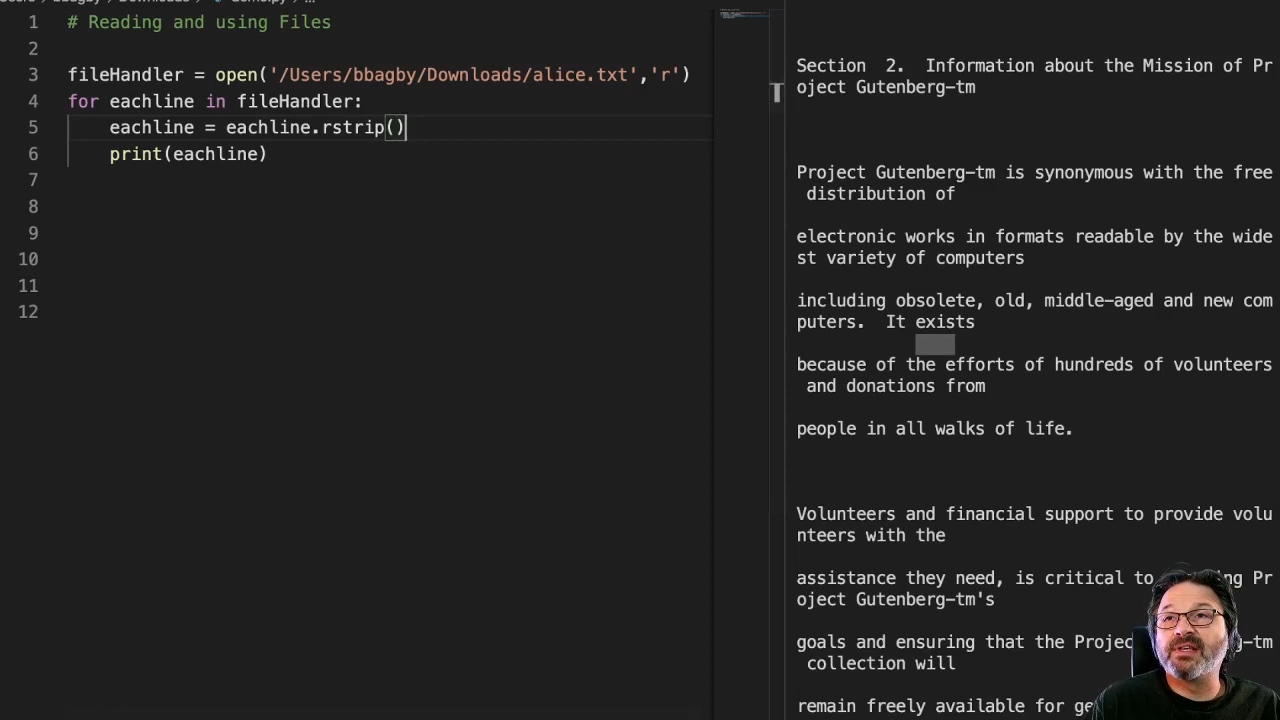 1 # Reading and using Files
2
3 fileHandler = open('/Users/bbagby/Downloads/alice.txt','r')
4 for eachline in fileHandler:
5     eachline = eachline.rstrip()
6     print(eachline)
7
8
9
10
11
12
Section  2.  Information about the Mission of Pr
oject Gutenberg-tm
Project Gutenberg-tm is synonymous with the free
 distribution of
electronic works in formats readable by the wide
st variety of computers
including obsolete, old, middle-aged and new com
puters.  It exists
because of the efforts of hundreds of volunteers
 and donations from
people in all walks of life.
Volunteers and financial support to provide volu
nteers with the
assistance they need, is critical to Pr
oject Gutenberg-tm's
goals and ensuring that the Projec g-tm
 collection will
remain freely available for ge